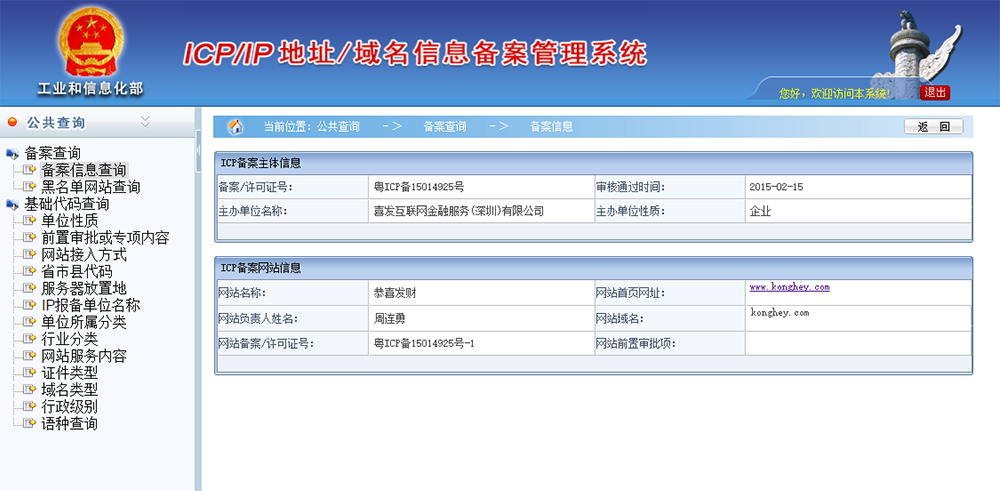 ICP/IP地址/域名信息备案管理系统
工业和信息化部
您好，欢迎访问本系统！
退出
公共查询
当前位置：公共查询 -> 备案查询 -> 备案信息
返 回
备案查询
备案信息查询
黑名单网站查询
基础代码查询
单位性质
前置审批或专项内容
网站接入方式
省市县代码
服务器放置地
IP报备单位名称
单位所属分类
行业分类
网站服务内容
证件类型
域名类型
行政级别
语种查询
ICP备案主体信息
备案/许可证号： 粤ICP备15014925号 审核通过时间： 2015-02-15
主办单位名称： 喜发互联网金融服务(深圳)有限公司 主办单位性质： 企业
ICP备案网站信息
网站名称： 恭喜发财 网站首页网址： www.konghey.com
网站负责人姓名： 周连勇 网站域名： konghey.com
网站备案/许可证号： 粤ICP备15014925号-1 网站前置审批项：